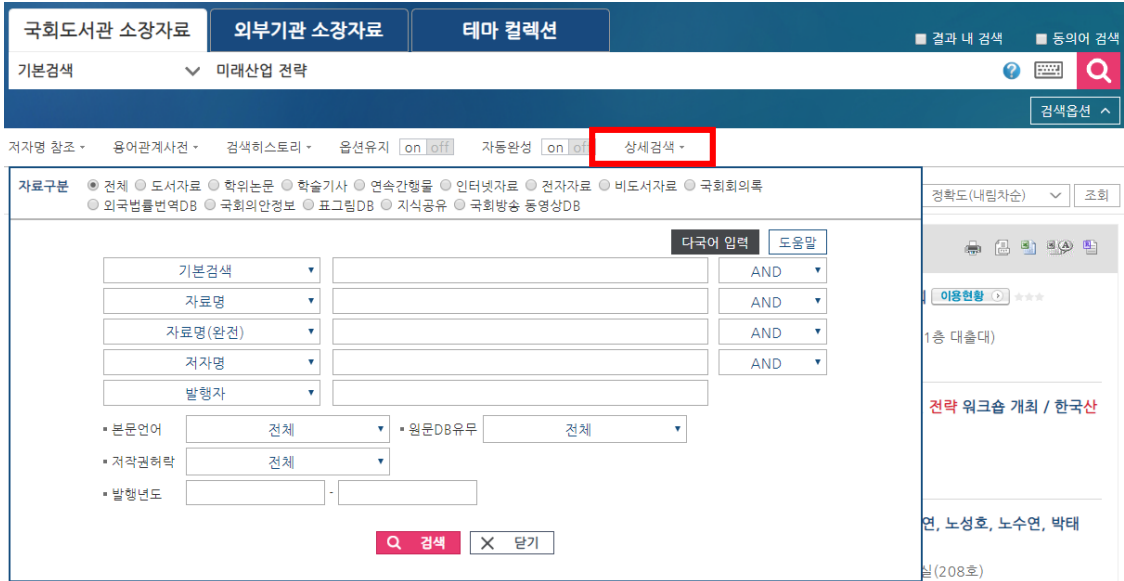 국회도서관 소장자료 외부기관 소장자료 테마 컬렉션
결과 내 검색 동의어 검색
기본검색 미래산업 전략
검색옵션
저자명 참조 용어관계사전 검색히스토리 옵션유지 on off 자동완성 on off 상세검색
자료구분 전체 도서자료 학위논문 학술기사 연속간행물 인터넷자료 전자자료 비도서자료 국회회의록
외국법률번역DB 국회의안정보 표그림DB 지식공유 국회방송 동영상DB
정확도(내림차순) 조회
다국어 입력 도움말
기본검색 AND
자료명 AND
이용현황
자료명(완전) AND
1층 대출대)
저자명 AND
발행자
전략 워크숍 개최 / 한국산
본문언어 전체 원문DB유무 전체
저작권허락 전체
발행년도 -
연, 노성호, 노수연, 박태
검색 닫기
실(208호)